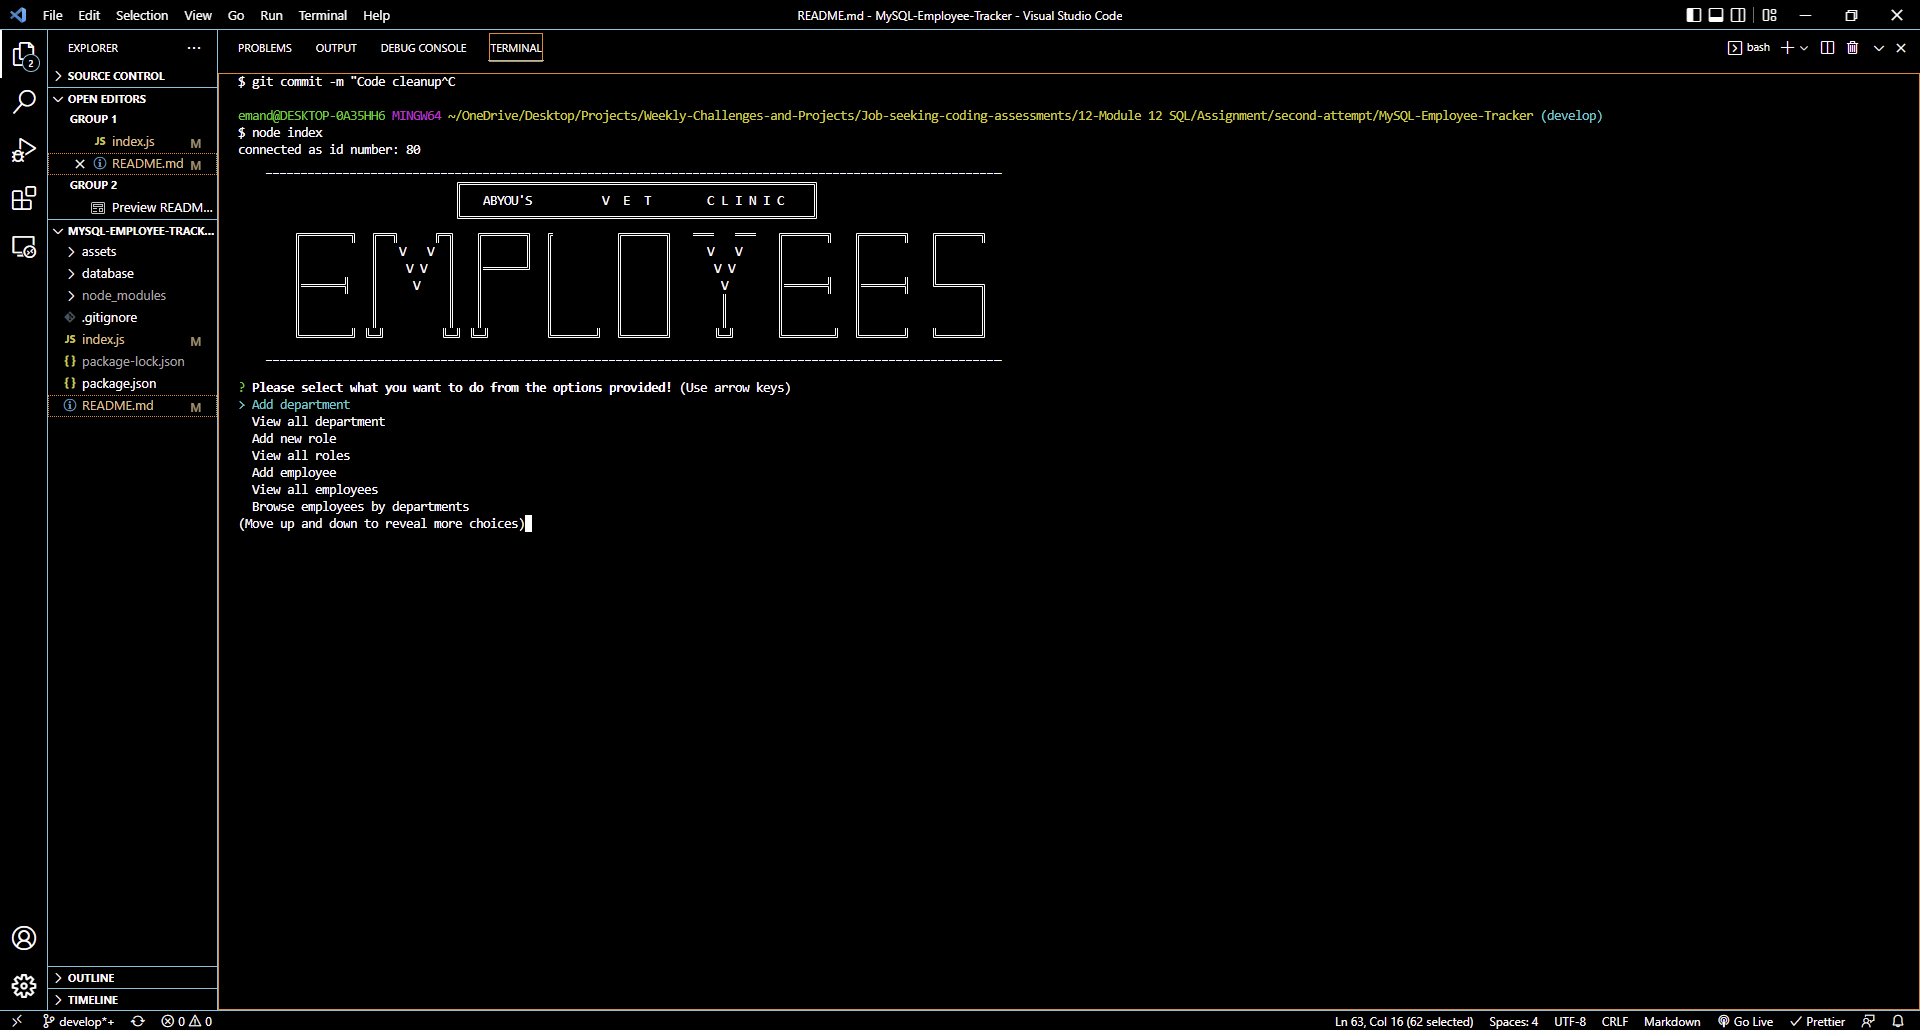 File Edit Selection View Go Run Terminal Help
README.md - MySQL-Employee-Tracker - Visual Studio Code
EXPLORER
PROBLEMS OUTPUT DEBUG CONSOLE TERMINAL
bash
SOURCE CONTROL
OPEN EDITORS
GROUP 1
JS index.js M
README.md M
GROUP 2
Preview READM...
MYSQL-EMPLOYEE-TRACK...
assets
database
node_modules
.gitignore
JS index.js M
{} package-lock.json
{} package.json
README.md M
OUTLINE
TIMELINE
$ git commit -m "Code cleanup^C
emand@DESKTOP-0A35HH6 MINGW64 ~/OneDrive/Desktop/Projects/Weekly-Challenges-and-Projects/Job-seeking-coding-assessments/12-Module 12 SQL/Assignment/second-attempt/MySQL-Employee-Tracker (develop)
$ node index
connected as id number: 80
ABYOU'S V E T C L I N I C
EMPLOYEES
? Please select what you want to do from the options provided! (Use arrow keys)
> Add department
View all department
Add new role
View all roles
Add employee
View all employees
Browse employees by departments
(Move up and down to reveal more choices)
2
develop*+ 0 0
Ln 63, Col 16 (62 selected) Spaces: 4 UTF-8 CRLF Markdown Go Live Prettier